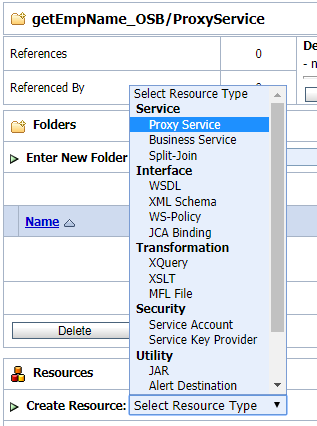 getEmpName_OSB/ProxyService
References 0 De
- n
Referenced By
Select Resource Type
Service
Proxy Service
Business Service
Split-Join
Interface
WSDL
XML Schema
WS-Policy
JCA Binding
Transformation
XQuery
XSLT
MFL File
Security
Service Account
Service Key Provider
Utility
JAR
Alert Destination
Folders
Enter New Folder
Name
Delete
Resources
Create Resource: Select Resource Type